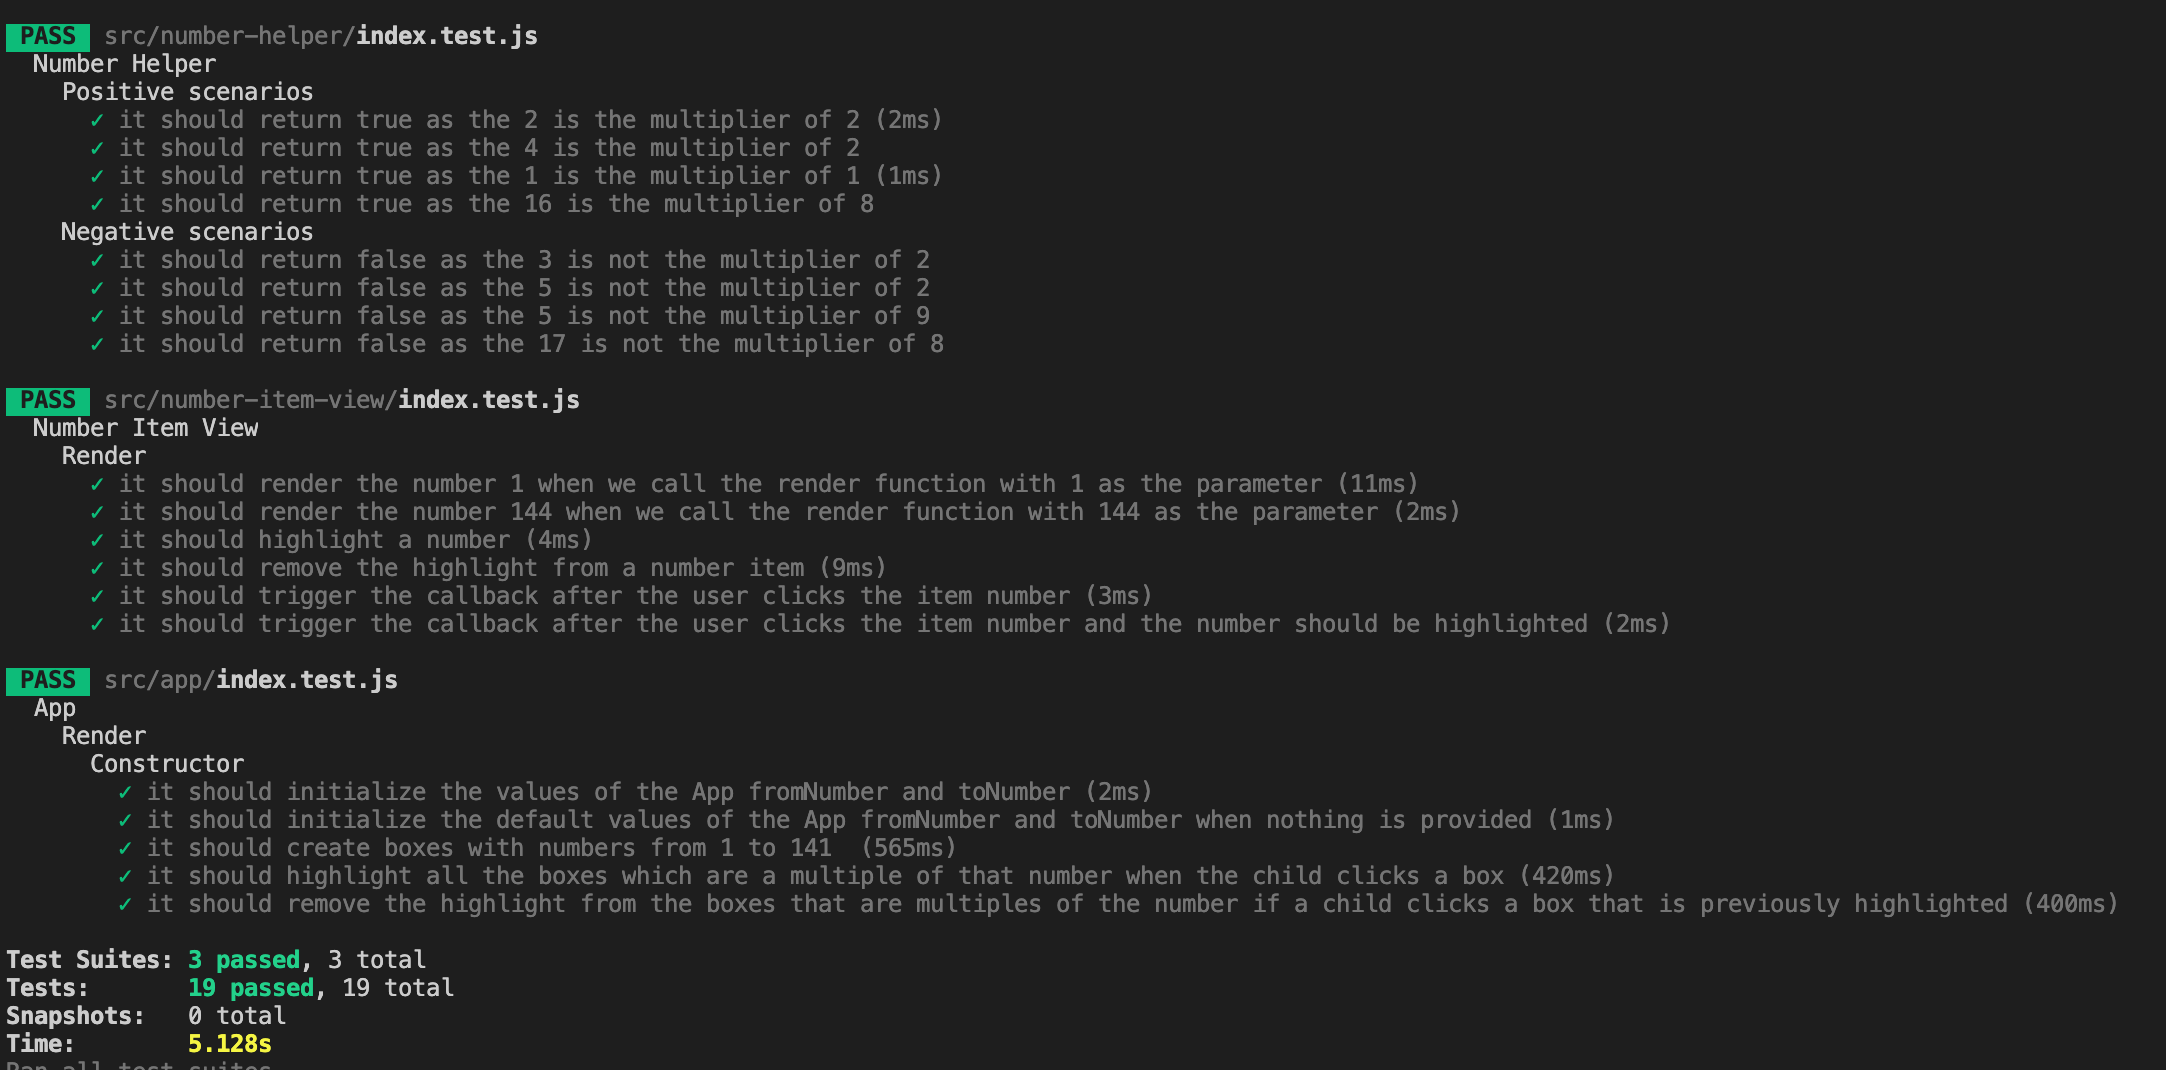 PASS src/number-helper/index.test.js
Number Helper
Positive scenarios
✓ it should return true as the 2 is the multiplier of 2 (2ms)
✓ it should return true as the 4 is the multiplier of 2
✓ it should return true as the 1 is the multiplier of 1 (1ms)
✓ it should return true as the 16 is the multiplier of 8
Negative scenarios
✓ it should return false as the 3 is not the multiplier of 2
✓ it should return false as the 5 is not the multiplier of 2
✓ it should return false as the 5 is not the multiplier of 9
✓ it should return false as the 17 is not the multiplier of 8
PASS src/number-item-view/index.test.js
Number Item View
Render
✓ it should render the number 1 when we call the render function with 1 as the parameter (11ms)
✓ it should render the number 144 when we call the render function with 144 as the parameter (2ms)
✓ it should highlight a number (4ms)
✓ it should remove the highlight from a number item (9ms)
✓ it should trigger the callback after the user clicks the item number (3ms)
✓ it should trigger the callback after the user clicks the item number and the number should be highlighted (2ms)
PASS src/app/index.test.js
App
Render
Constructor
✓ it should initialize the values of the App fromNumber and toNumber (2ms)
✓ it should initialize the default values of the App fromNumber and toNumber when nothing is provided (1ms)
✓ it should create boxes with numbers from 1 to 141  (565ms)
✓ it should highlight all the boxes which are a multiple of that number when the child clicks a box (420ms)
✓ it should remove the highlight from the boxes that are multiples of the number if a child clicks a box that is previously highlighted (400ms)
Test Suites: 3 passed, 3 total
Tests: 19 passed, 19 total
Snapshots: 0 total
Time: 5.128s
Ran all test suites